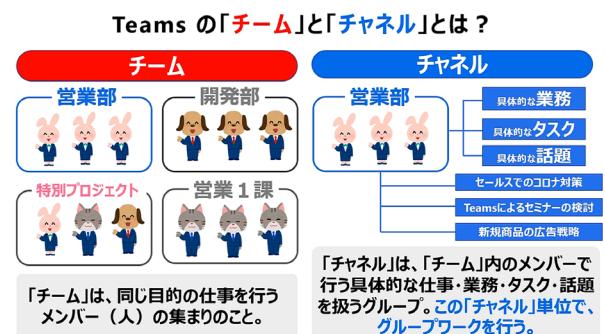 Teams の「チーム」と「チャネル」とは？
チーム
営業部
開発部
特別プロジェクト
営業１課
「チーム」は、同じ目的の仕事を行う
メンバー（人）の集まりのこと。
チャネル
営業部
具体的な業務
具体的なタスク
具体的な話題
セールスでのコロナ対策
Teamsによるセミナーの検討
新規商品の広告戦略
「チャネル」は、「チーム」内のメンバーで
行う具体的な仕事・業務・タスク・話題
を扱うグループ。この「チャネル」単位で、
グループワークを行う。